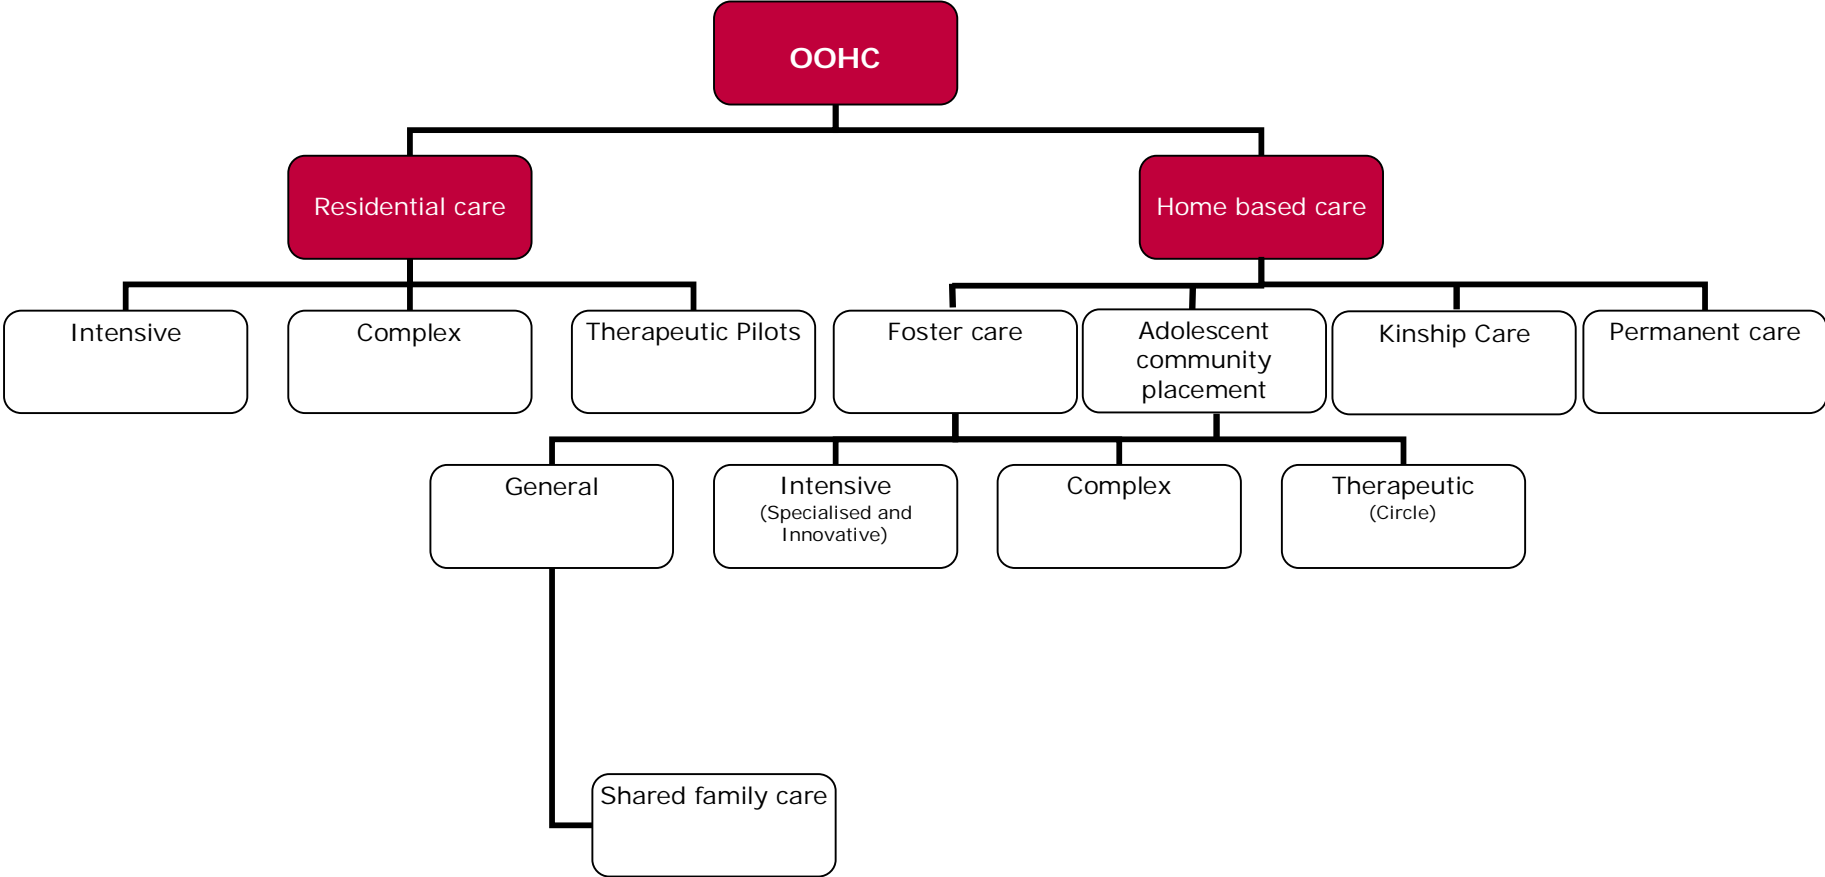 OOHC
Residential care
Home based care
Intensive
Complex
Therapeutic Pilots
Foster care
Adolescent
community
placement
Kinship Care
Permanent care
General
Intensive
(Specialised and
Innovative)
Complex
Therapeutic
(Circle)
Shared family care